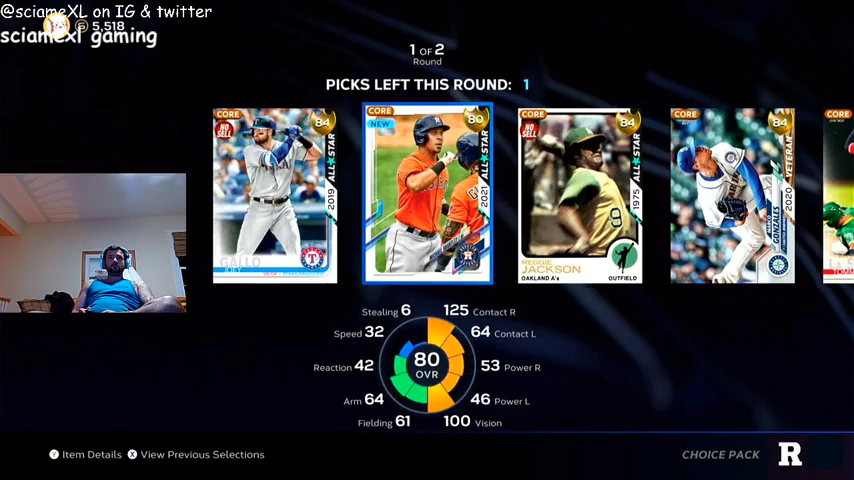 @sciameXL on IG & twitter
5,518
sciamexl gaming
1 OF 2
Round
PICKS LEFT THIS ROUND: 1
CORE
84
NO SELL
ALL★STAR
2019
GALLO
JOEY
CORE
NEW
80
ALL★STAR
2021
CORE
84
NO SELL
ALL★STAR
1975
9
REGGIE
JACKSON
OAKLAND A's
OUTFIELD
CORE
84
VETERAN
2020
GONZALES
Stealing 6
125 Contact R
Speed 32
64 Contact L
Reaction 42
80
OVR
53 Power R
Arm 64
46 Power L
Fielding 61
100 Vision
Y Item Details X View Previous Selections
CHOICE PACK R